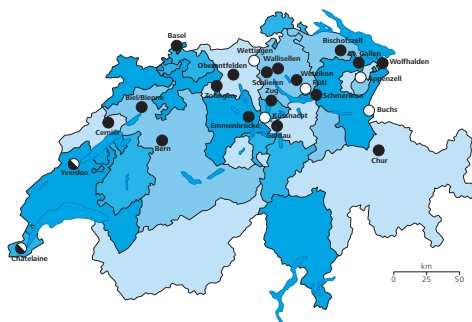 Basel
Wettingen
Bischofszell
Oberentfelden
Wallisellen
St. Gallen
Wolfhalden
Schlieren
Wetzikon
Appenzell
Zug
Rüti
Zofingen
Schmerikon
Biel/Bienne
Buchs
Cernier
Emmenbrücke
Küssnacht
Goldau
Bern
Chur
Yverdon
Châtelaine
km
0 25 50